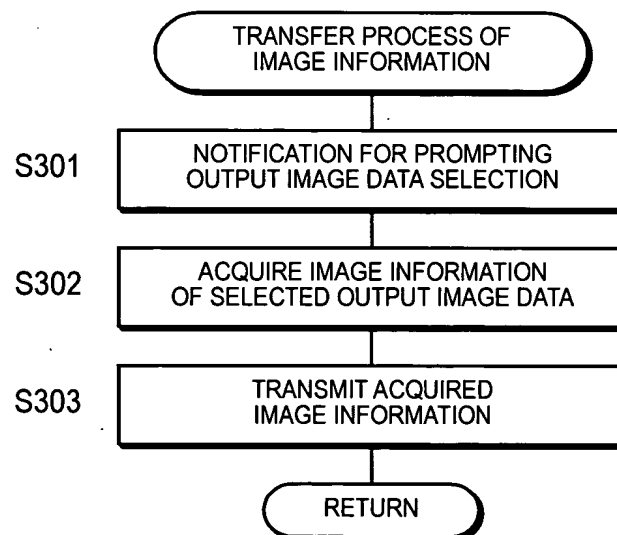 TRANSFER PROCESS OF
IMAGE INFORMATION
S301
NOTIFICATION FOR PROMPTING
OUTPUT IMAGE DATA SELECTION
S302
ACQUIRE IMAGE INFORMATION
OF SELECTED OUTPUT IMAGE DATA
S303
TRANSMIT ACQUIRED
IMAGE INFORMATION
RETURN